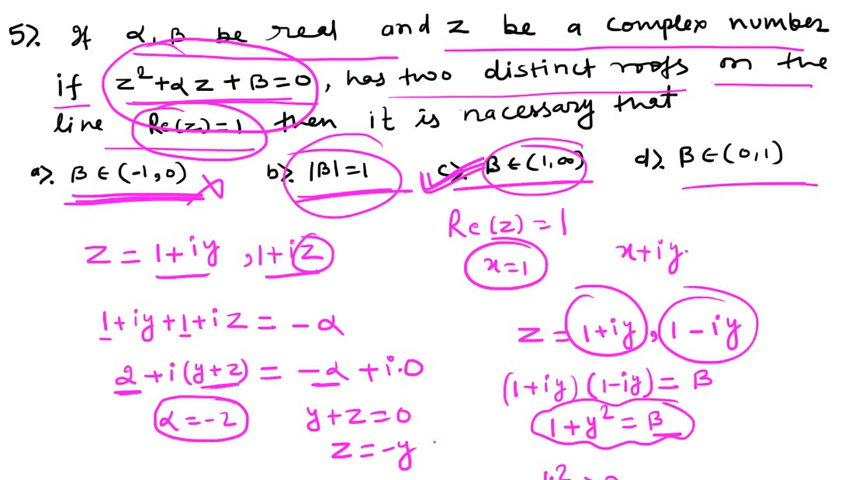 5). If α, β be real and z be a complex number
if z²+αz+β=0, has two distinct roots on the
line Re(z)=1 then it is nacessary that
a). β∈(-1,0) b). |β|=1 c). β∈(1,∞) d). β∈(0,1)
Re(z)=1
z = 1+iy, 1+iz
x=1
x+iy.
1+iy+1+iz = -α
z = 1+iy, 1-iy
2+i(y+z) = -α+i.0
(1+iy)(1-iy) = β
α=-2
y+z=0
1+y²=β
z=-y